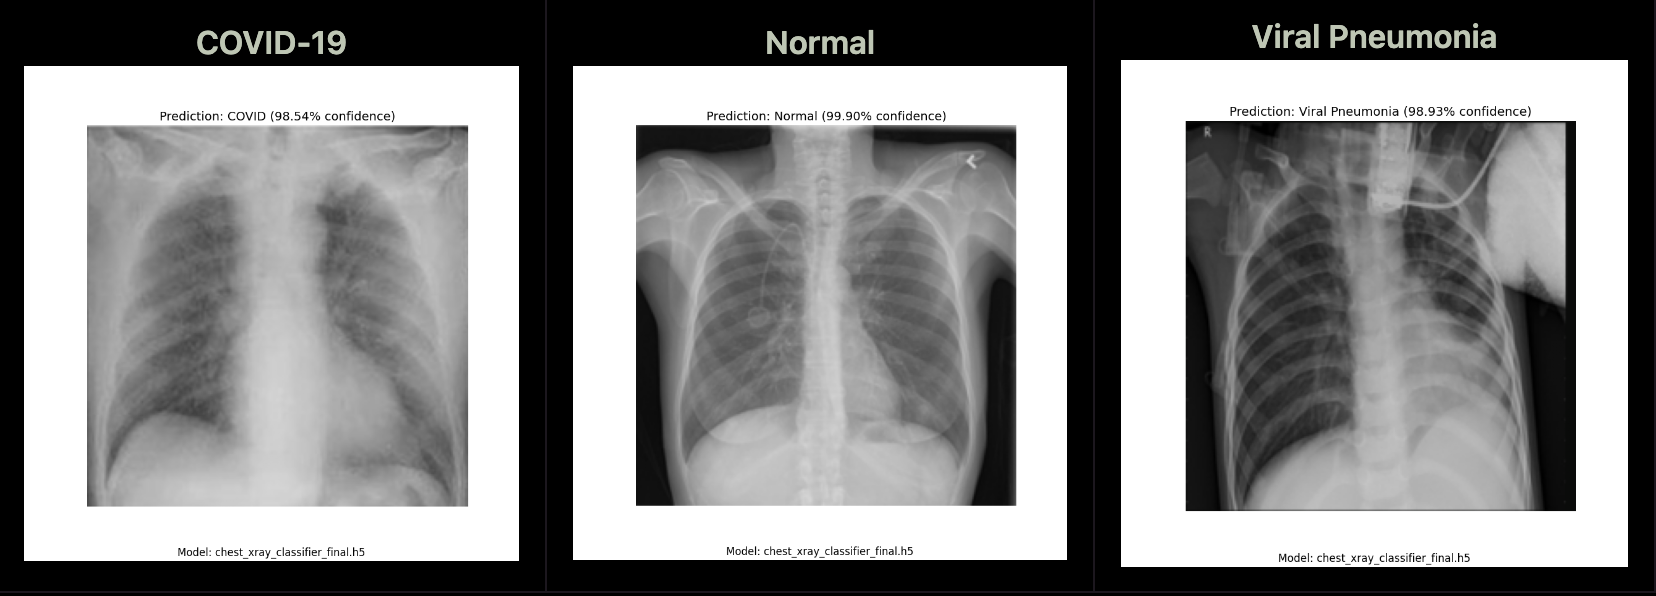 COVID-19
Prediction: COVID (98.54% confidence)
Model: chest_xray_classifier_final.h5
Normal
Prediction: Normal (99.90% confidence)
Model: chest_xray_classifier_final.h5
Viral Pneumonia
Prediction: Viral Pneumonia (98.93% confidence)
R
Model: chest_xray_classifier_final.h5